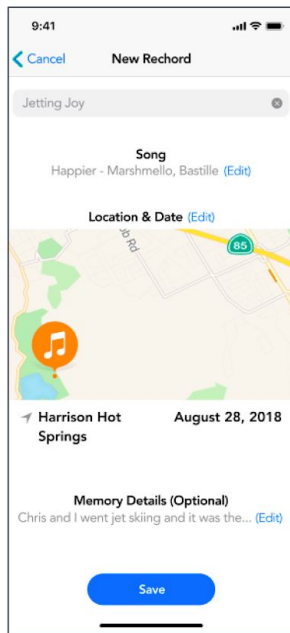 9:41
Cancel New Rechord
Jetting Joy
Song
Happier - Marshmello, Bastille (Edit)
Location & Date (Edit)
85
Harrison Hot Springs August 28, 2018
Memory Details (Optional)
Chris and I went jet skiing and it was the... (Edit)
Save